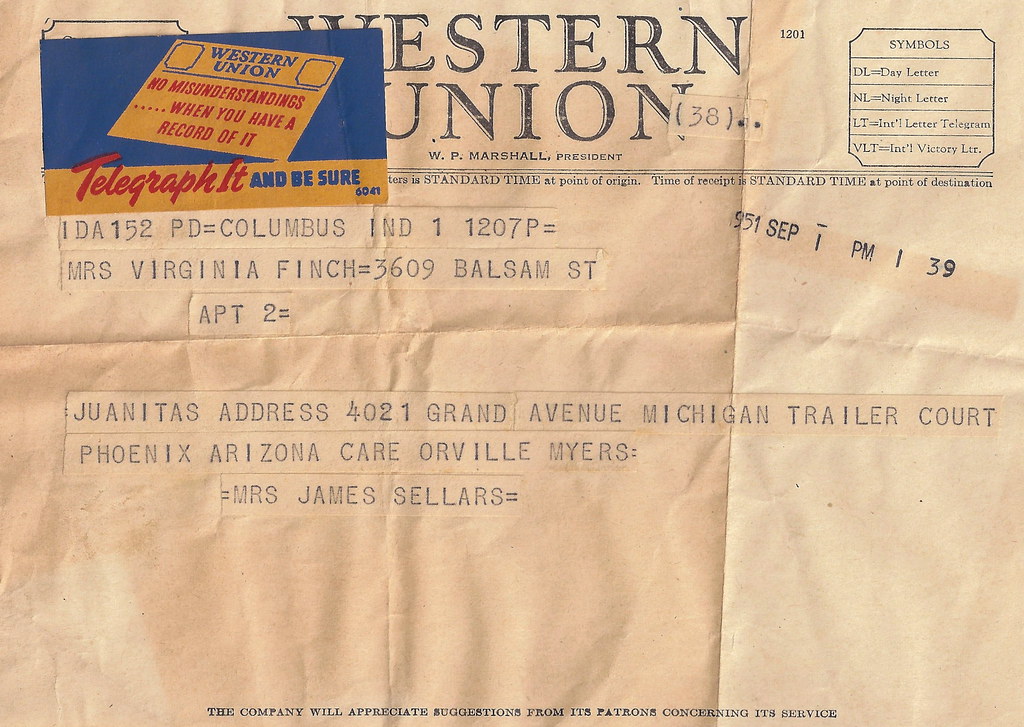 WESTERN
UNION
1201
(38)..
W. P. MARSHALL, PRESIDENT
SYMBOLS
DL=Day Letter
NL=Night Letter
LT=Int'l Letter Telegram
VLT=Int'l Victory Ltr.
WESTERN
UNION
NO MISUNDERSTANDINGS
..... WHEN YOU HAVE A
RECORD OF IT
Telegraph It AND BE SURE
6041
is STANDARD TIME at point of origin. Time of receipt is STANDARD TIME at point of destination
1951 SEP 1 PM 1 39
IDA152 PD=COLUMBUS IND 1 1207P=
MRS VIRGINIA FINCH=3609 BALSAM ST
APT 2=
:JUANITAS ADDRESS 4021 GRAND AVENUE MICHIGAN TRAILER COURT
PHOENIX ARIZONA CARE ORVILLE MYERS=
=MRS JAMES SELLARS=
THE COMPANY WILL APPRECIATE SUGGESTIONS FROM ITS PATRONS CONCERNING ITS SERVICE